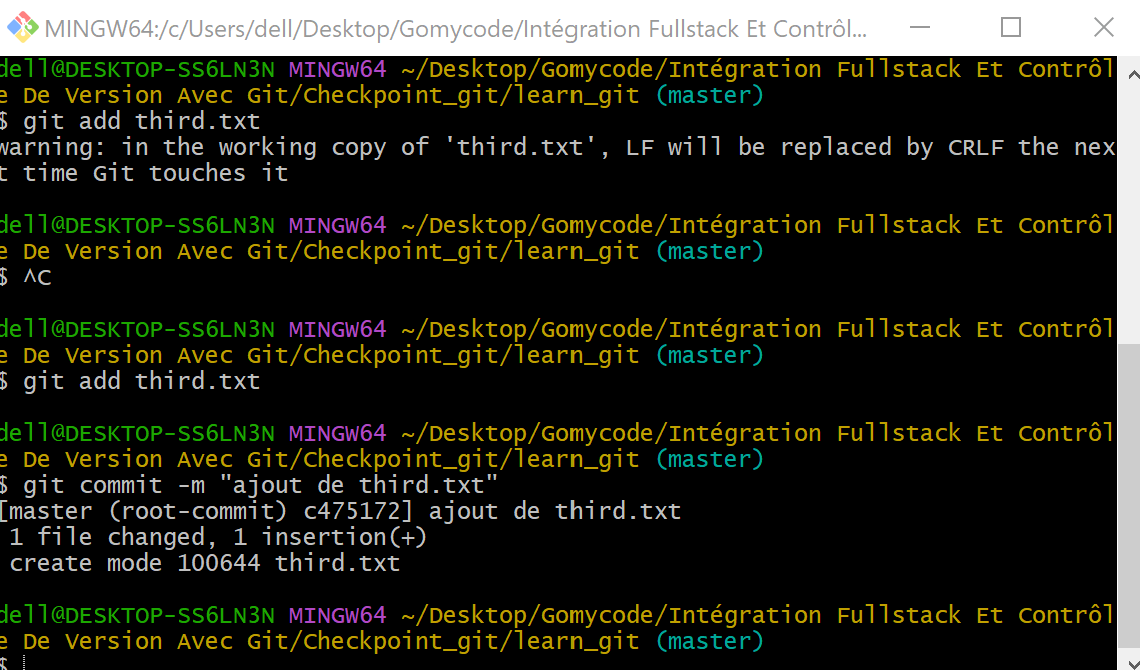 MINGW64:/c/Users/dell/Desktop/Gomycode/Intégration Fullstack Et Contrôl...
dell@DESKTOP-SS6LN3N MINGW64 ~/Desktop/Gomycode/Intégration Fullstack Et Contrôl
e De Version Avec Git/Checkpoint_git/learn_git (master)
$ git add third.txt
warning: in the working copy of 'third.txt', LF will be replaced by CRLF the nex
t time Git touches it
dell@DESKTOP-SS6LN3N MINGW64 ~/Desktop/Gomycode/Intégration Fullstack Et Contrôl
e De Version Avec Git/Checkpoint_git/learn_git (master)
$ ^C
dell@DESKTOP-SS6LN3N MINGW64 ~/Desktop/Gomycode/Intégration Fullstack Et Contrôl
e De Version Avec Git/Checkpoint_git/learn_git (master)
$ git add third.txt
dell@DESKTOP-SS6LN3N MINGW64 ~/Desktop/Gomycode/Intégration Fullstack Et Contrôl
e De Version Avec Git/Checkpoint_git/learn_git (master)
$ git commit -m "ajout de third.txt"
[master (root-commit) c475172] ajout de third.txt
 1 file changed, 1 insertion(+)
 create mode 100644 third.txt
dell@DESKTOP-SS6LN3N MINGW64 ~/Desktop/Gomycode/Intégration Fullstack Et Contrôl
e De Version Avec Git/Checkpoint_git/learn_git (master)
$